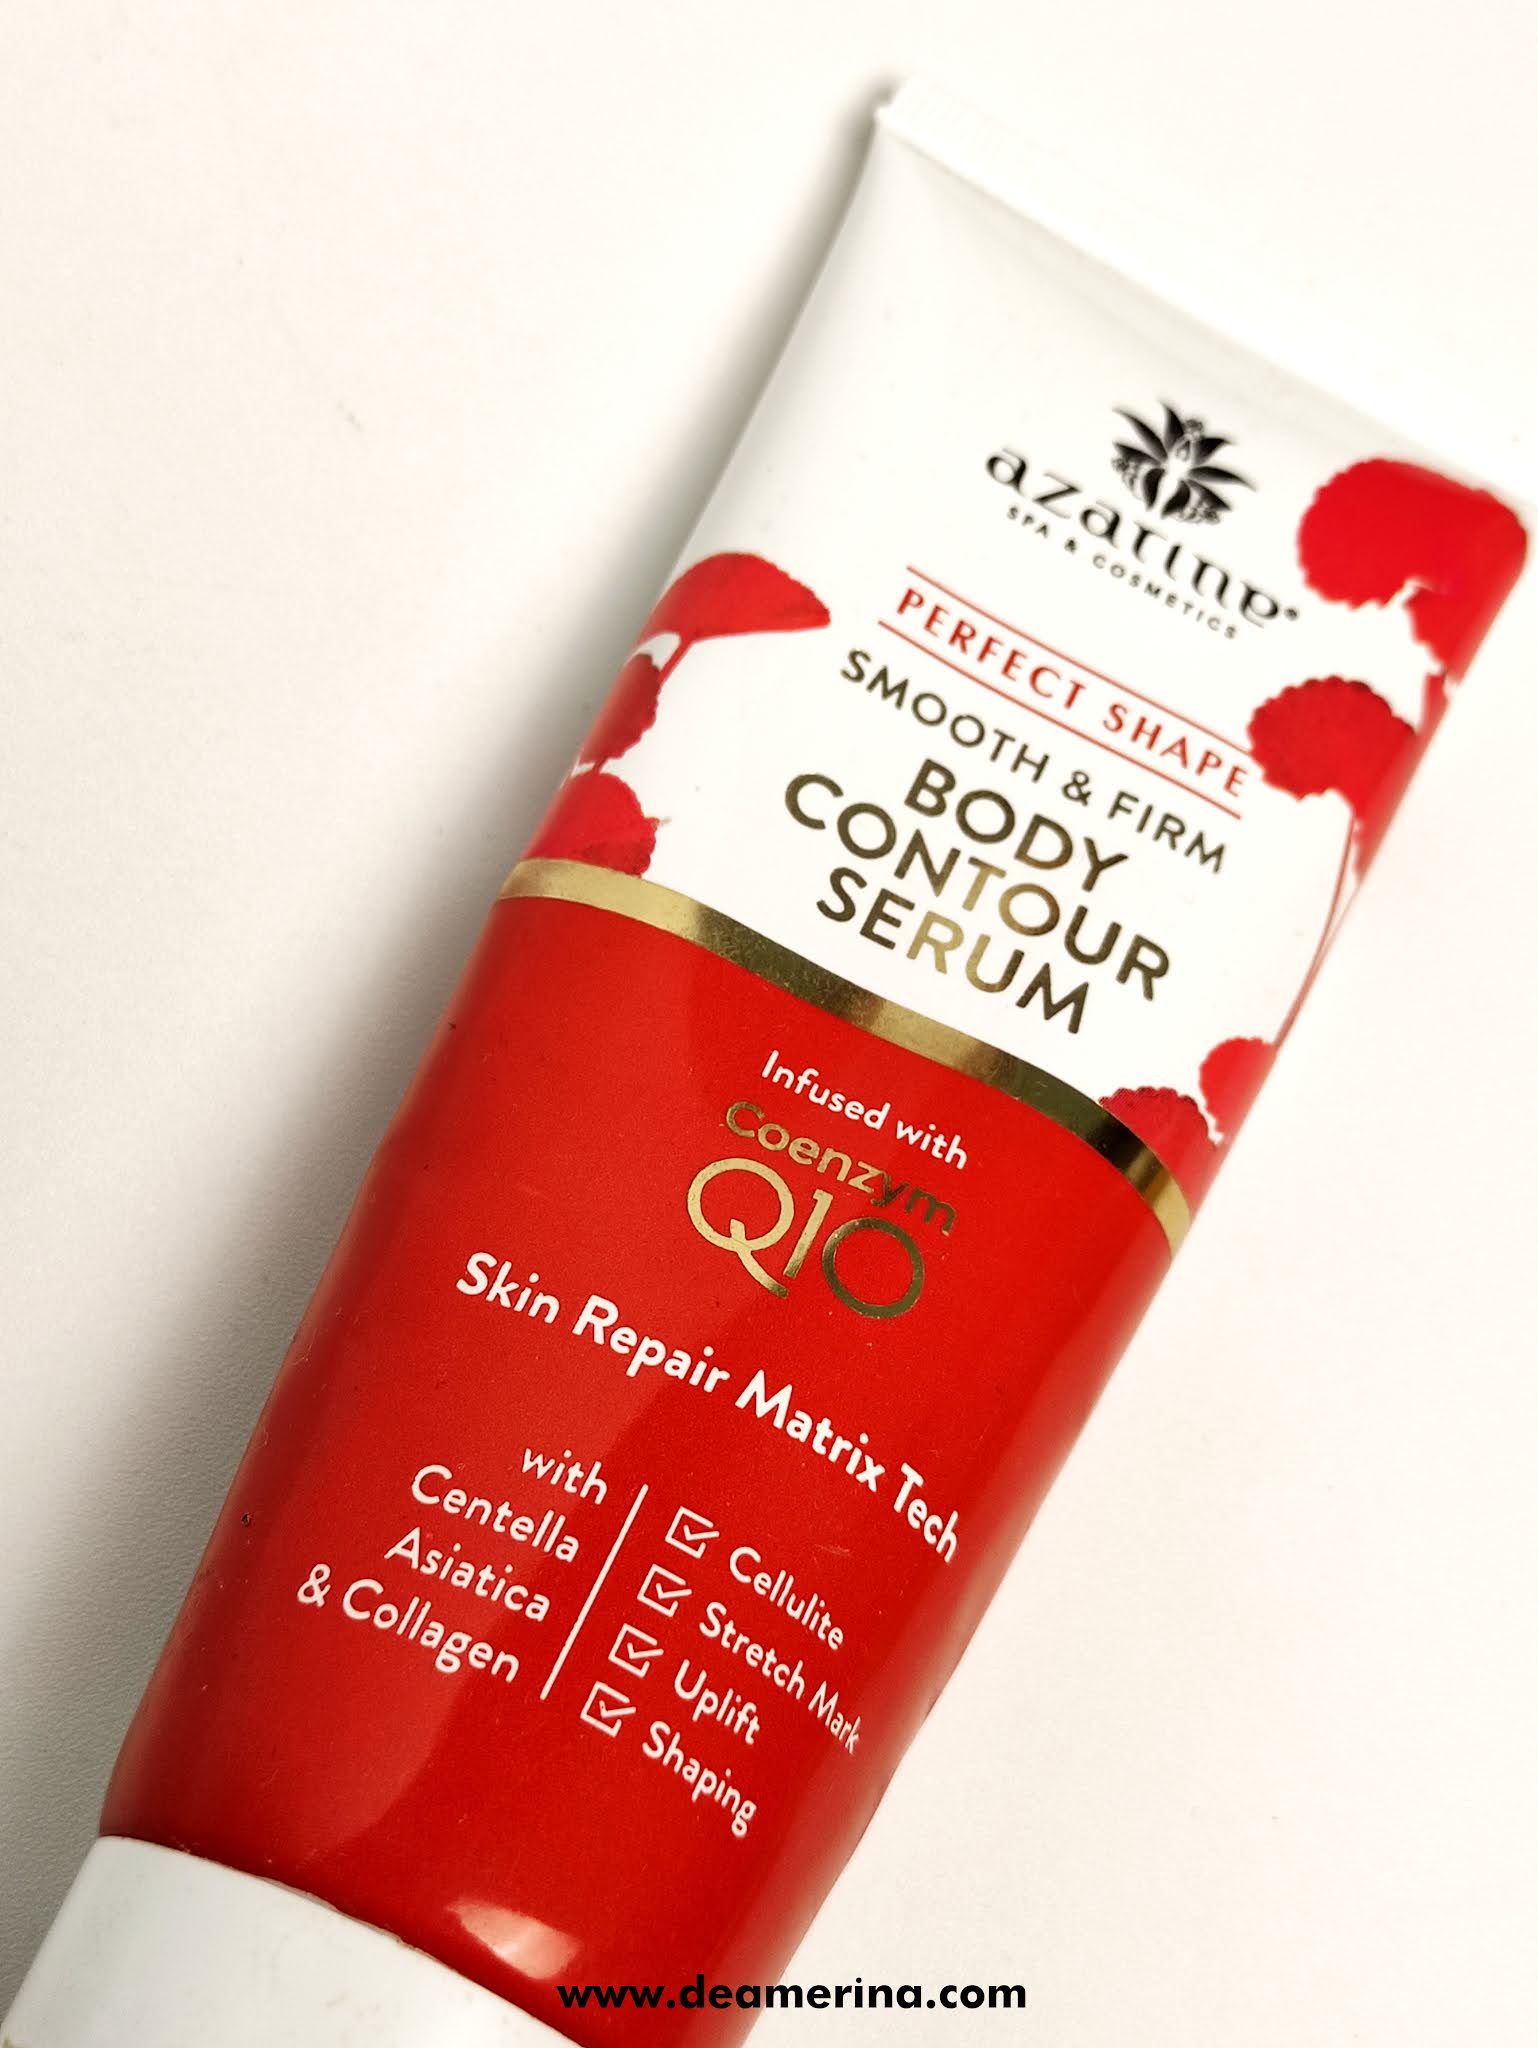 azarine®
SPA & COSMETICS
PERFECT SHAPE
SMOOTH & FIRM
BODY
CONTOUR
SERUM
Infused with
Coenzym
Q10
Skin Repair Matrix Tech
with
Centella
Asiatica
& Collagen
Cellulite
Stretch Mark
Uplift
Shaping
www.deamerina.com